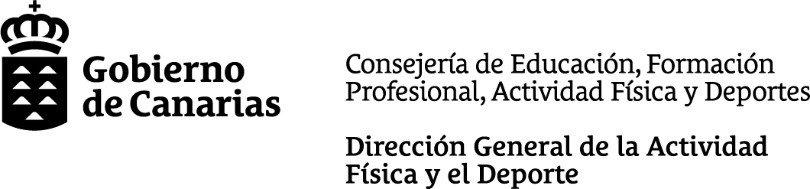 Gobierno
de Canarias
Consejería de Educación, Formación
Profesional, Actividad Física y Deportes
Dirección General de la Actividad
Física y el Deporte